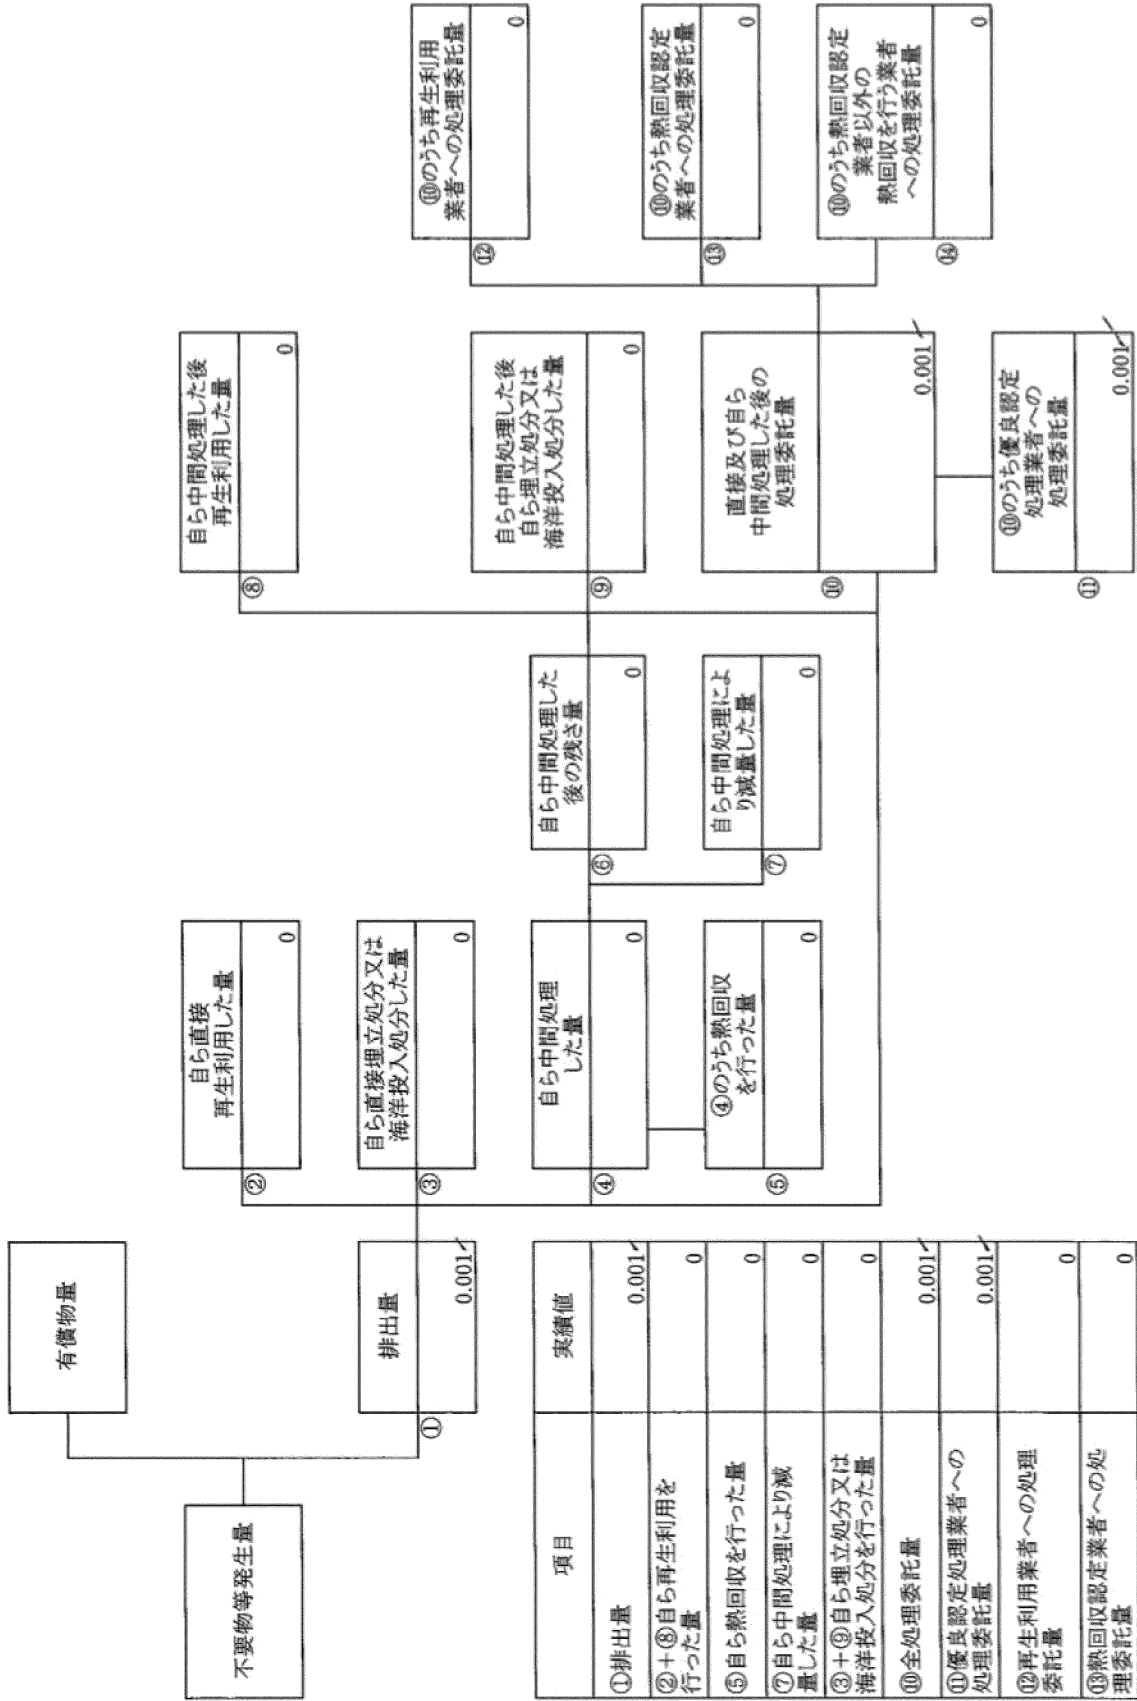 不要物等発生量
有償物量
①
排出量
0.001
②
自ら直接
再生利用した量
0
③
自ら直接埋立処分又は
海洋投入処分した量
0
④
自ら中間処理
した量
0
⑤
④のうち熱回収
を行った量
0
⑥
自ら中間処理した
後の残さ量
0
⑦
自ら中間処理によ
り減量した量
0
⑧
自ら中間処理した後
再生利用した量
0
⑨
自ら中間処理した後
自ら埋立処分又は
海洋投入処分した量
0
⑩
直接及び自ら
中間処理した後の
処理委託量
0.001
⑪
⑩のうち優良認定
処理業者への
処理委託量
0.001
⑫
⑩のうち再生利用
業者への処理委託量
0
⑬
⑩のうち熱回収認定
業者への処理委託量
0
⑭
⑩のうち熱回収認定
業者以外の
熱回収を行う業者
への処理委託量
0
項目
実績値
①排出量
0.001
②+⑧自ら再生利用を
行った量
0
⑤自ら熱回収を行った量
0
⑦自ら中間処理により減
量した量
0
③+⑨自ら埋立処分又は
海洋投入処分を行った量
0
⑩全処理委託量
0.001
⑪優良認定処理業者への
処理委託量
0.001
⑫再生利用業者への処理
委託量
0
⑬熱回収認定業者への処
理委託量
0